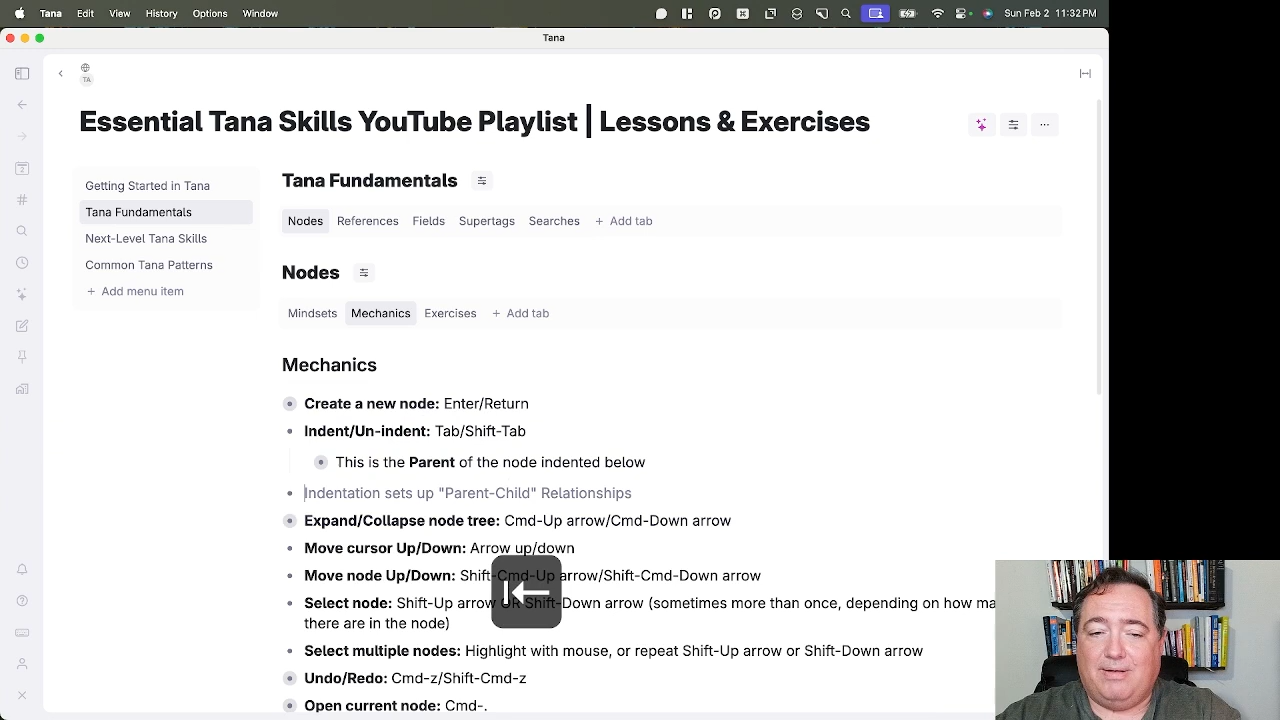 Tana Edit View History Options Window
Sun Feb 2 11:32 PM
Tana
TA
Essential Tana Skills YouTube Playlist | Lessons & Exercises
Getting Started in Tana
Tana Fundamentals
Next-Level Tana Skills
Common Tana Patterns
+ Add menu item
Tana Fundamentals
Nodes References Fields Supertags Searches + Add tab
Nodes
Mindsets Mechanics Exercises + Add tab
Mechanics
Create a new node: Enter/Return
Indent/Un-indent: Tab/Shift-Tab
This is the Parent of the node indented below
Indentation sets up "Parent-Child" Relationships
Expand/Collapse node tree: Cmd-Up arrow/Cmd-Down arrow
Move cursor Up/Down: Arrow up/down
Move node Up/Down: Shift-Cmd-Up arrow/Shift-Cmd-Down arrow
Select node: Shift-Up arrow OR Shift-Down arrow (sometimes more than once, depending on how
there are in the node)
Select multiple nodes: Highlight with mouse, or repeat Shift-Up arrow or Shift-Down arrow
Undo/Redo: Cmd-z/Shift-Cmd-z
Open current node: Cmd-.